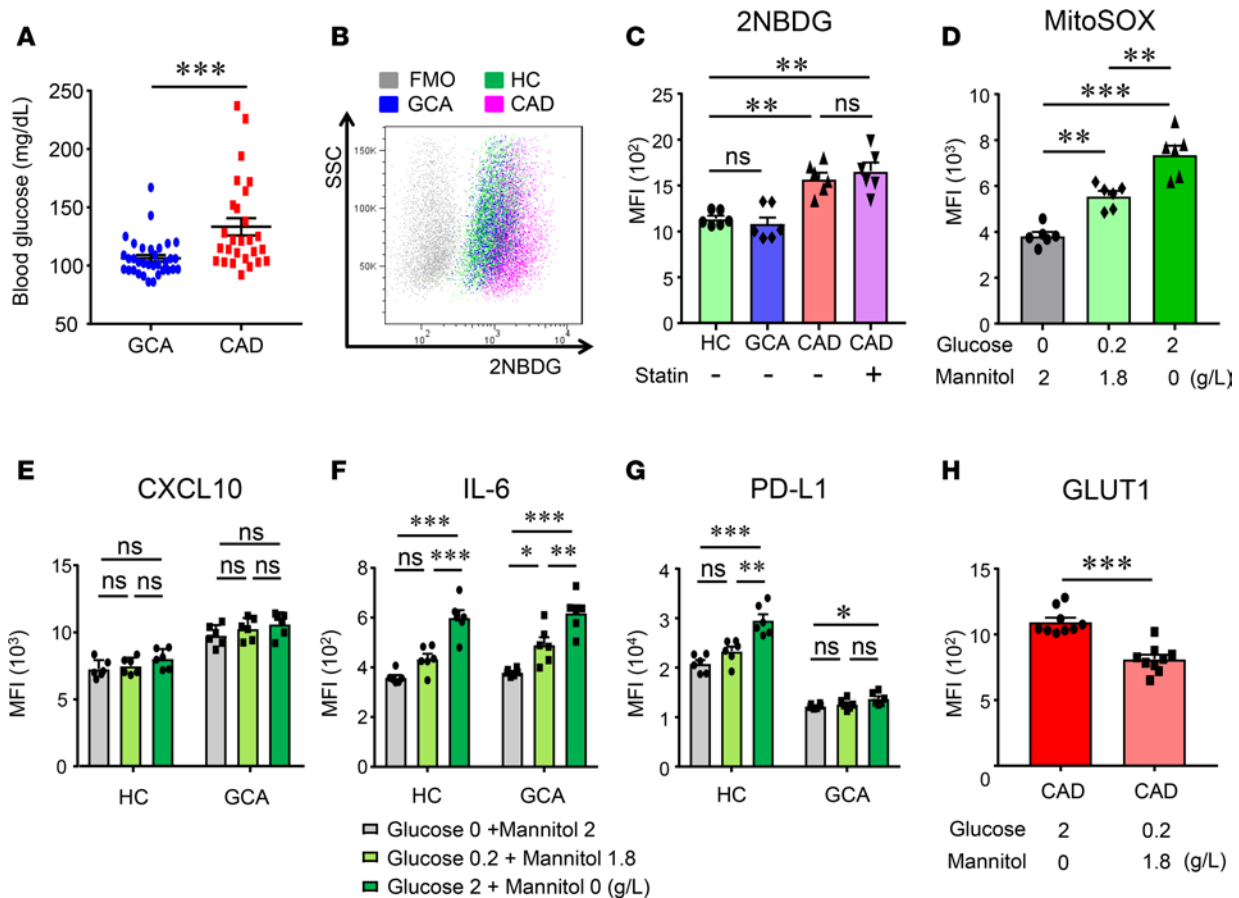 A
***
Blood glucose (mg/dL)
250
200
150
100
50
GCA CAD
B
FMO HC
GCA CAD
SSC
150K
100K
50K
10² 10³ 10⁴
2NBDG
C
2NBDG
**
** ns
ns
MFI (10²)
25
20
15
10
5
0
HC GCA CAD CAD
Statin - - - +
D
MitoSOX
**
***
**
MFI (10³)
10
8
6
4
2
0
Glucose 0 0.2 2
Mannitol 2 1.8 0 (g/L)
E
CXCL10
ns ns
ns ns ns ns
MFI (10³)
15
10
5
0
HC GCA
F
IL-6
*** ***
ns *** * **
MFI (10²)
8
6
4
2
0
HC GCA
Glucose 0 +Mannitol 2
Glucose 0.2 + Mannitol 1.8
Glucose 2 + Mannitol 0 (g/L)
G
PD-L1
***
ns **
*
ns ns
MFI (10⁴)
4
3
2
1
0
HC GCA
H
GLUT1
***
MFI (10²)
15
10
5
0
CAD CAD
Glucose 2 0.2
Mannitol 0 1.8 (g/L)